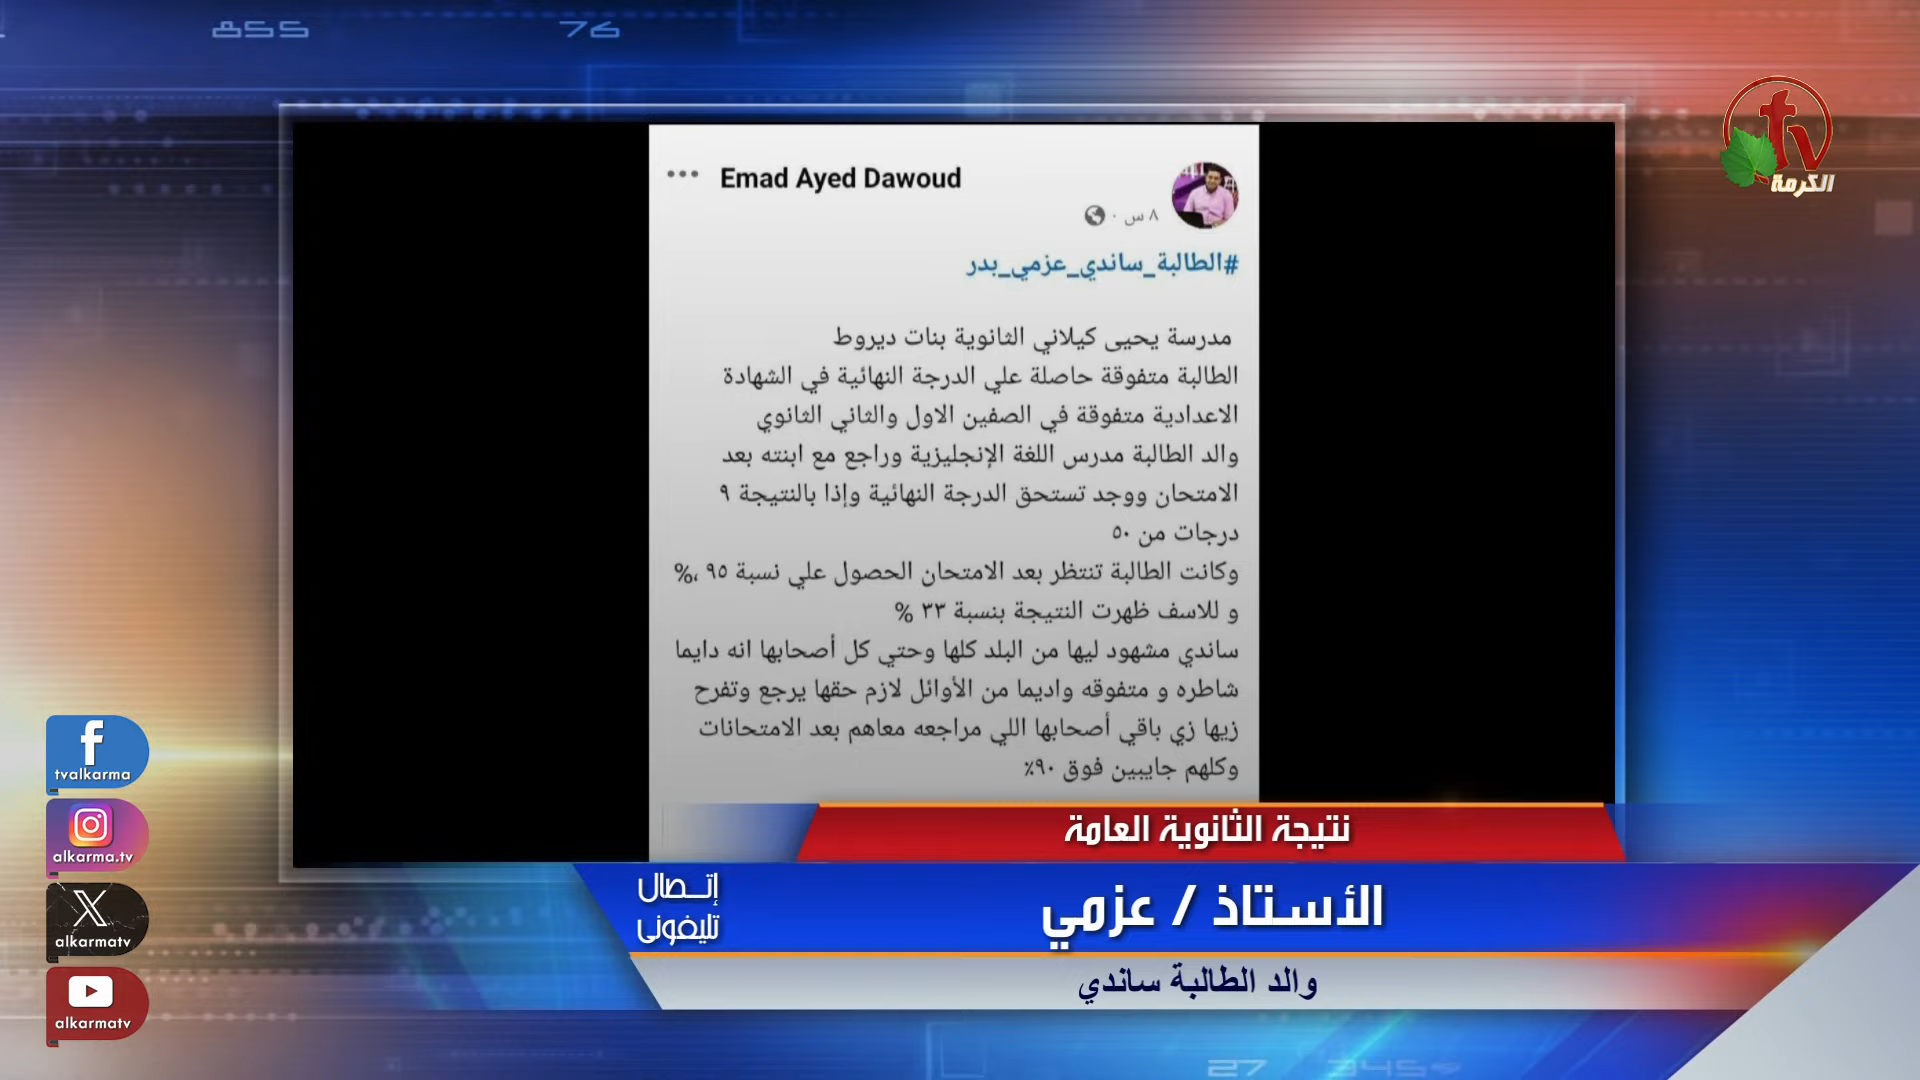 855
76
tv
الكرمة
Emad Ayed Dawoud
٨ س ·
#الطالبة_ساندي_عزمي_بدر
مدرسة يحيى كيلاني الثانوية بنات ديروط
الطالبة متفوقة حاصلة علي الدرجة النهائية في الشهادة
الاعدادية متفوقة في الصفين الاول والثاني الثانوي
والد الطالبة مدرس اللغة الإنجليزية وراجع مع ابنته بعد
الامتحان ووجد تستحق الدرجة النهائية وإذا بالنتيجة ٩
درجات من ٥٠
وكانت الطالبة تنتظر بعد الامتحان الحصول علي نسبة ٩٥ ،%
و للاسف ظهرت النتيجة بنسبة ٣٣ %
ساندي مشهود ليها من البلد كلها وحتي كل أصحابها انه دايما
شاطره و متفوقه واديما من الأوائل لازم حقها يرجع وتفرح
زيها زي باقي أصحابها اللي مراجعه معاهم بعد الامتحانات
وكلهم جايبين فوق ٩٠٪
نتيجة الثانوية العامة
الأستاذ / عزمي
إتصال
تليفونى
والد الطالبة ساندي
tvalkarma
alkarma.tv
alkarmatv
alkarmatv
27